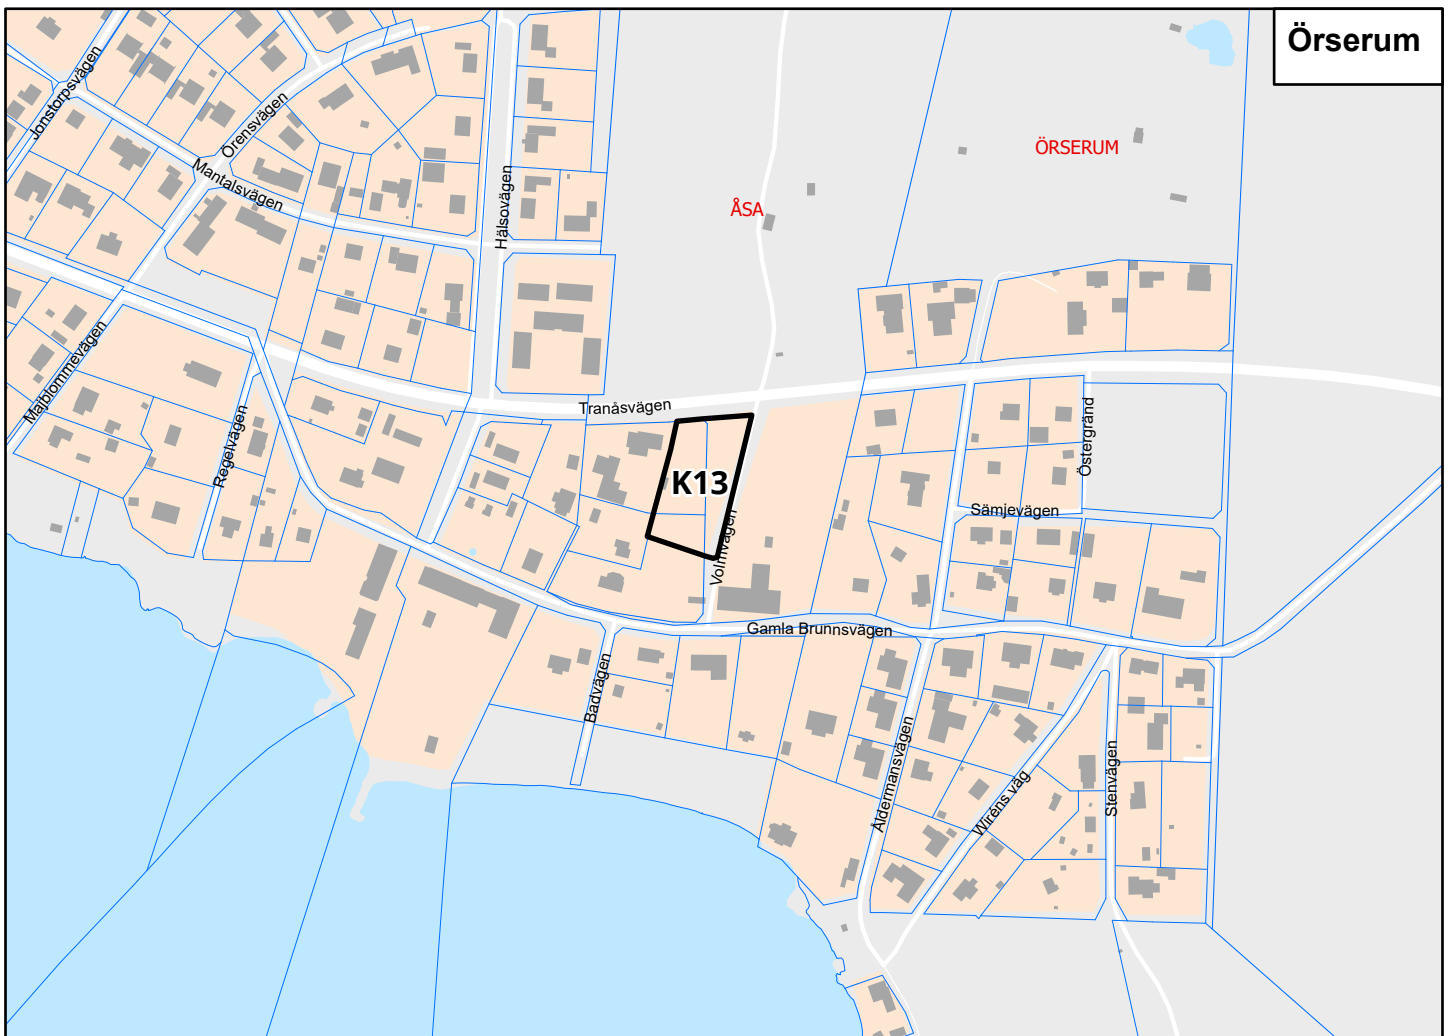 Örserum
Jonstorpsvägen
Örensvägen
Mantalsvägen
Hälsovägen
ÖRSERUM
ÅSA
Majblommevägen
Regelvägen
Tranåsvägen
K13
Volmvägen
Östergränd
Sämjevägen
Gamla Brunnsvägen
Badvägen
Åldermansvägen
Wiréns väg
Stenvägen